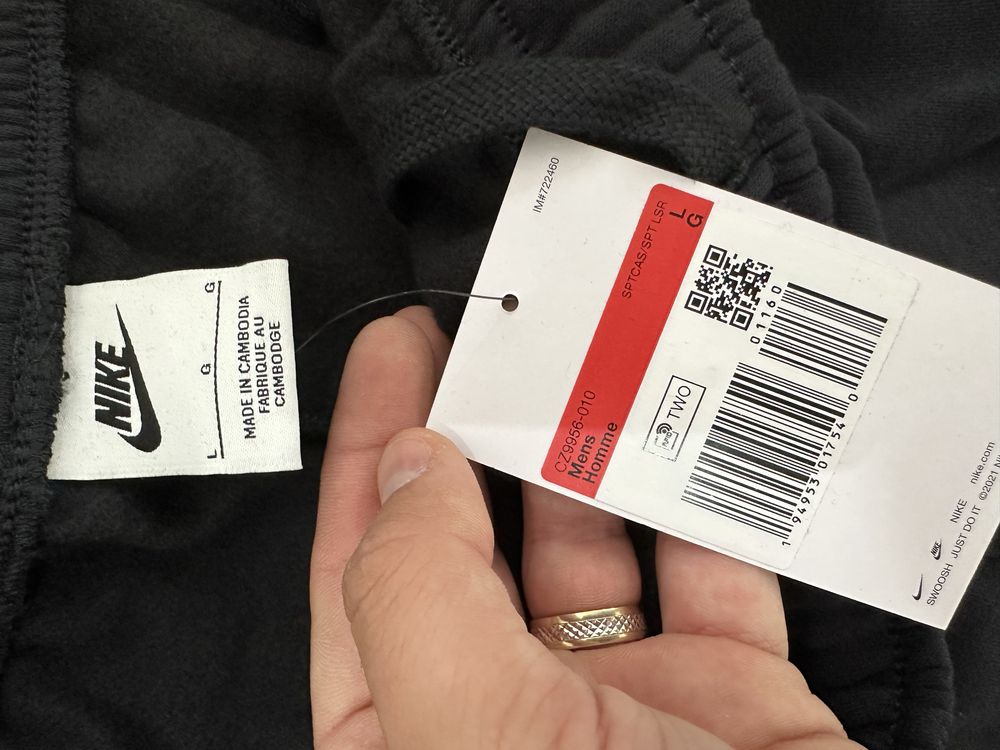 NIKE
G
G
L
MADE IN CAMBODIA
FABRIQUE AU
CAMBODGE
IM#722460
SPTCAS/SPT LSR
L
G
CZ9956-010
Mens
Homme
TWO
01160
1 94953 01754 0
SWOOSH JUST DO IT NIKE nike.com
©2021